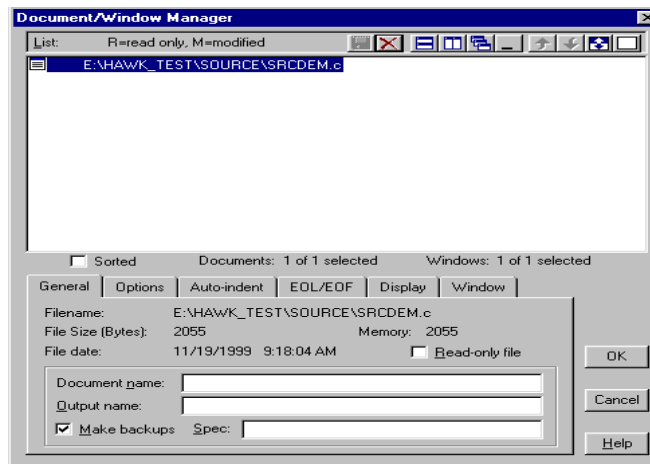 Document/Window Manager
List: R=read only, M=modified
E:\HAWK_TEST\SOURCE\SRCDEM.c
Sorted Documents: 1 of 1 selected Windows: 1 of 1 selected
General Options Auto-indent EOL/EOF Display Window
Filename: E:\HAWK_TEST\SOURCE\SRCDEM.c
File Size (Bytes): 2055 Memory: 2055
File date: 11/19/1999 9:18:04 AM Read-only file
OK
Document name:
Output name:
Cancel
Make backups Spec:
Help